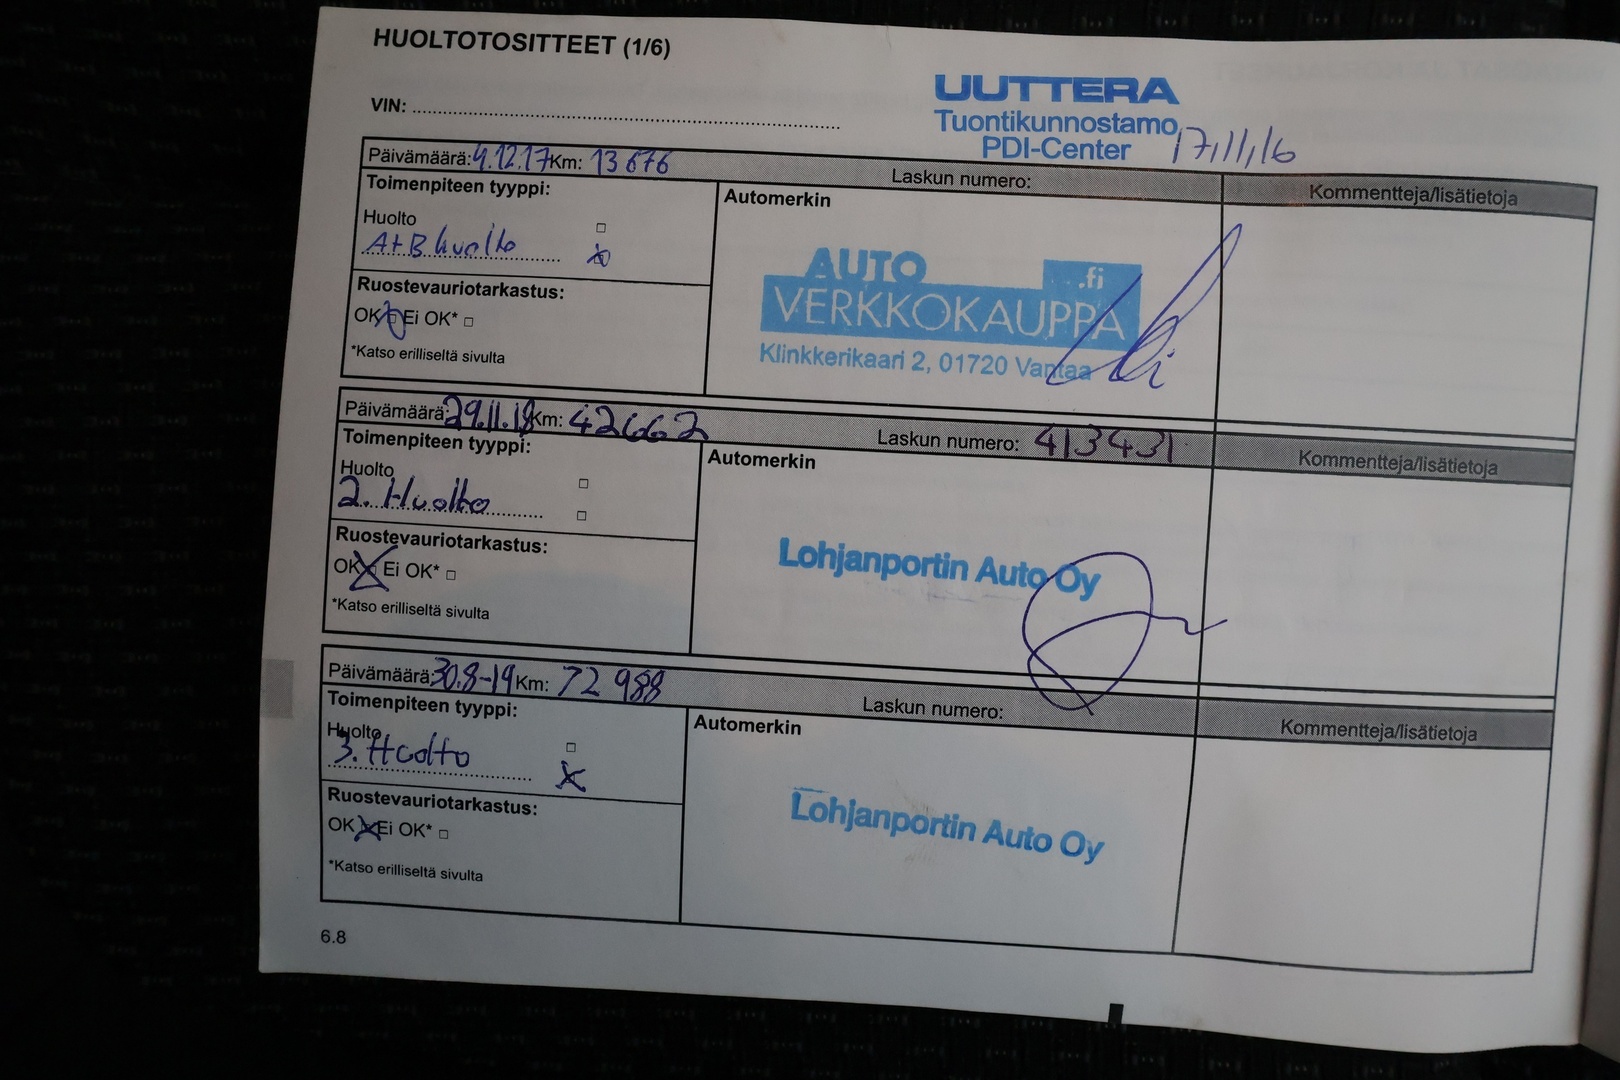 HUOLTOTOSITTEET (1/6)
UUTTERA
Tuontikunnostamo
PDI-Center 17,11,16
VIN:
Päivämäärä: 4.12.17 Km: 13 676 Laskun numero: Kommentteja/lisätietoja
Toimenpiteen tyyppi:
Automerkin
Huolto
A+B huolto
Ruostevauriotarkastus:
OK Ei OK*
*Katso erilliseltä sivulta
AUTO .fi
VERKKOKAUPPA
Klinkkerikaari 2, 01720 Vantaa
Päivämäärä: 29.11.18 Km: 42662 Laskun numero: 413431 Kommentteja/lisätietoja
Toimenpiteen tyyppi:
Automerkin
Huolto
2. Huolto
Ruostevauriotarkastus:
OK Ei OK*
*Katso erilliseltä sivulta
Lohjanportin Auto Oy
Päivämäärä: 30.8-19 Km: 72 988 Laskun numero: Kommentteja/lisätietoja
Toimenpiteen tyyppi:
Automerkin
Huolto
3. Huolto
Ruostevauriotarkastus:
OK Ei OK*
*Katso erilliseltä sivulta
Lohjanportin Auto Oy
6.8